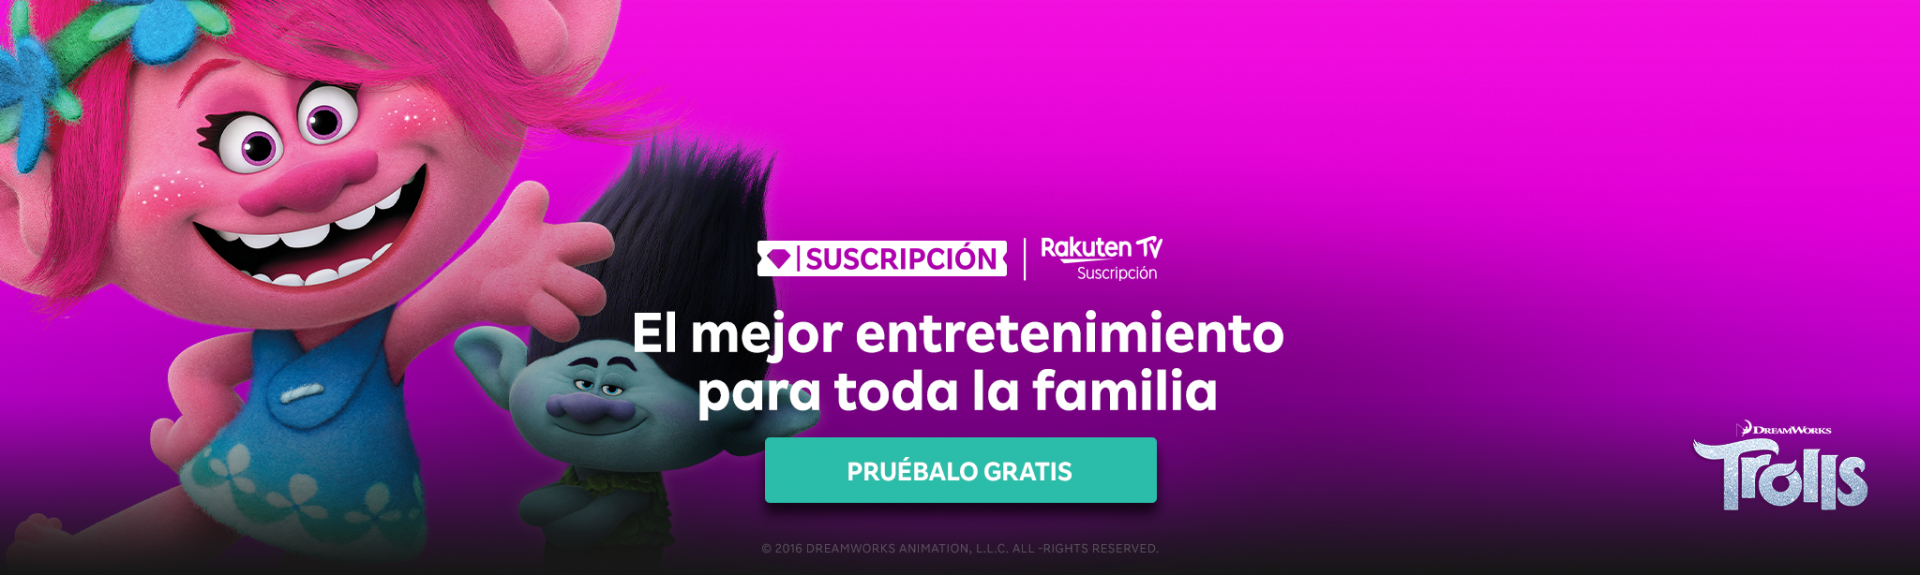 SUSCRIPCIÓN
Rakuten TV
Suscripción
El mejor entretenimiento
para toda la familia
PRUÉBALO GRATIS
DREAMWORKS
Trolls
© 2016 DREAMWORKS ANIMATION, L.L.C. ALL -RIGHTS RESERVED.